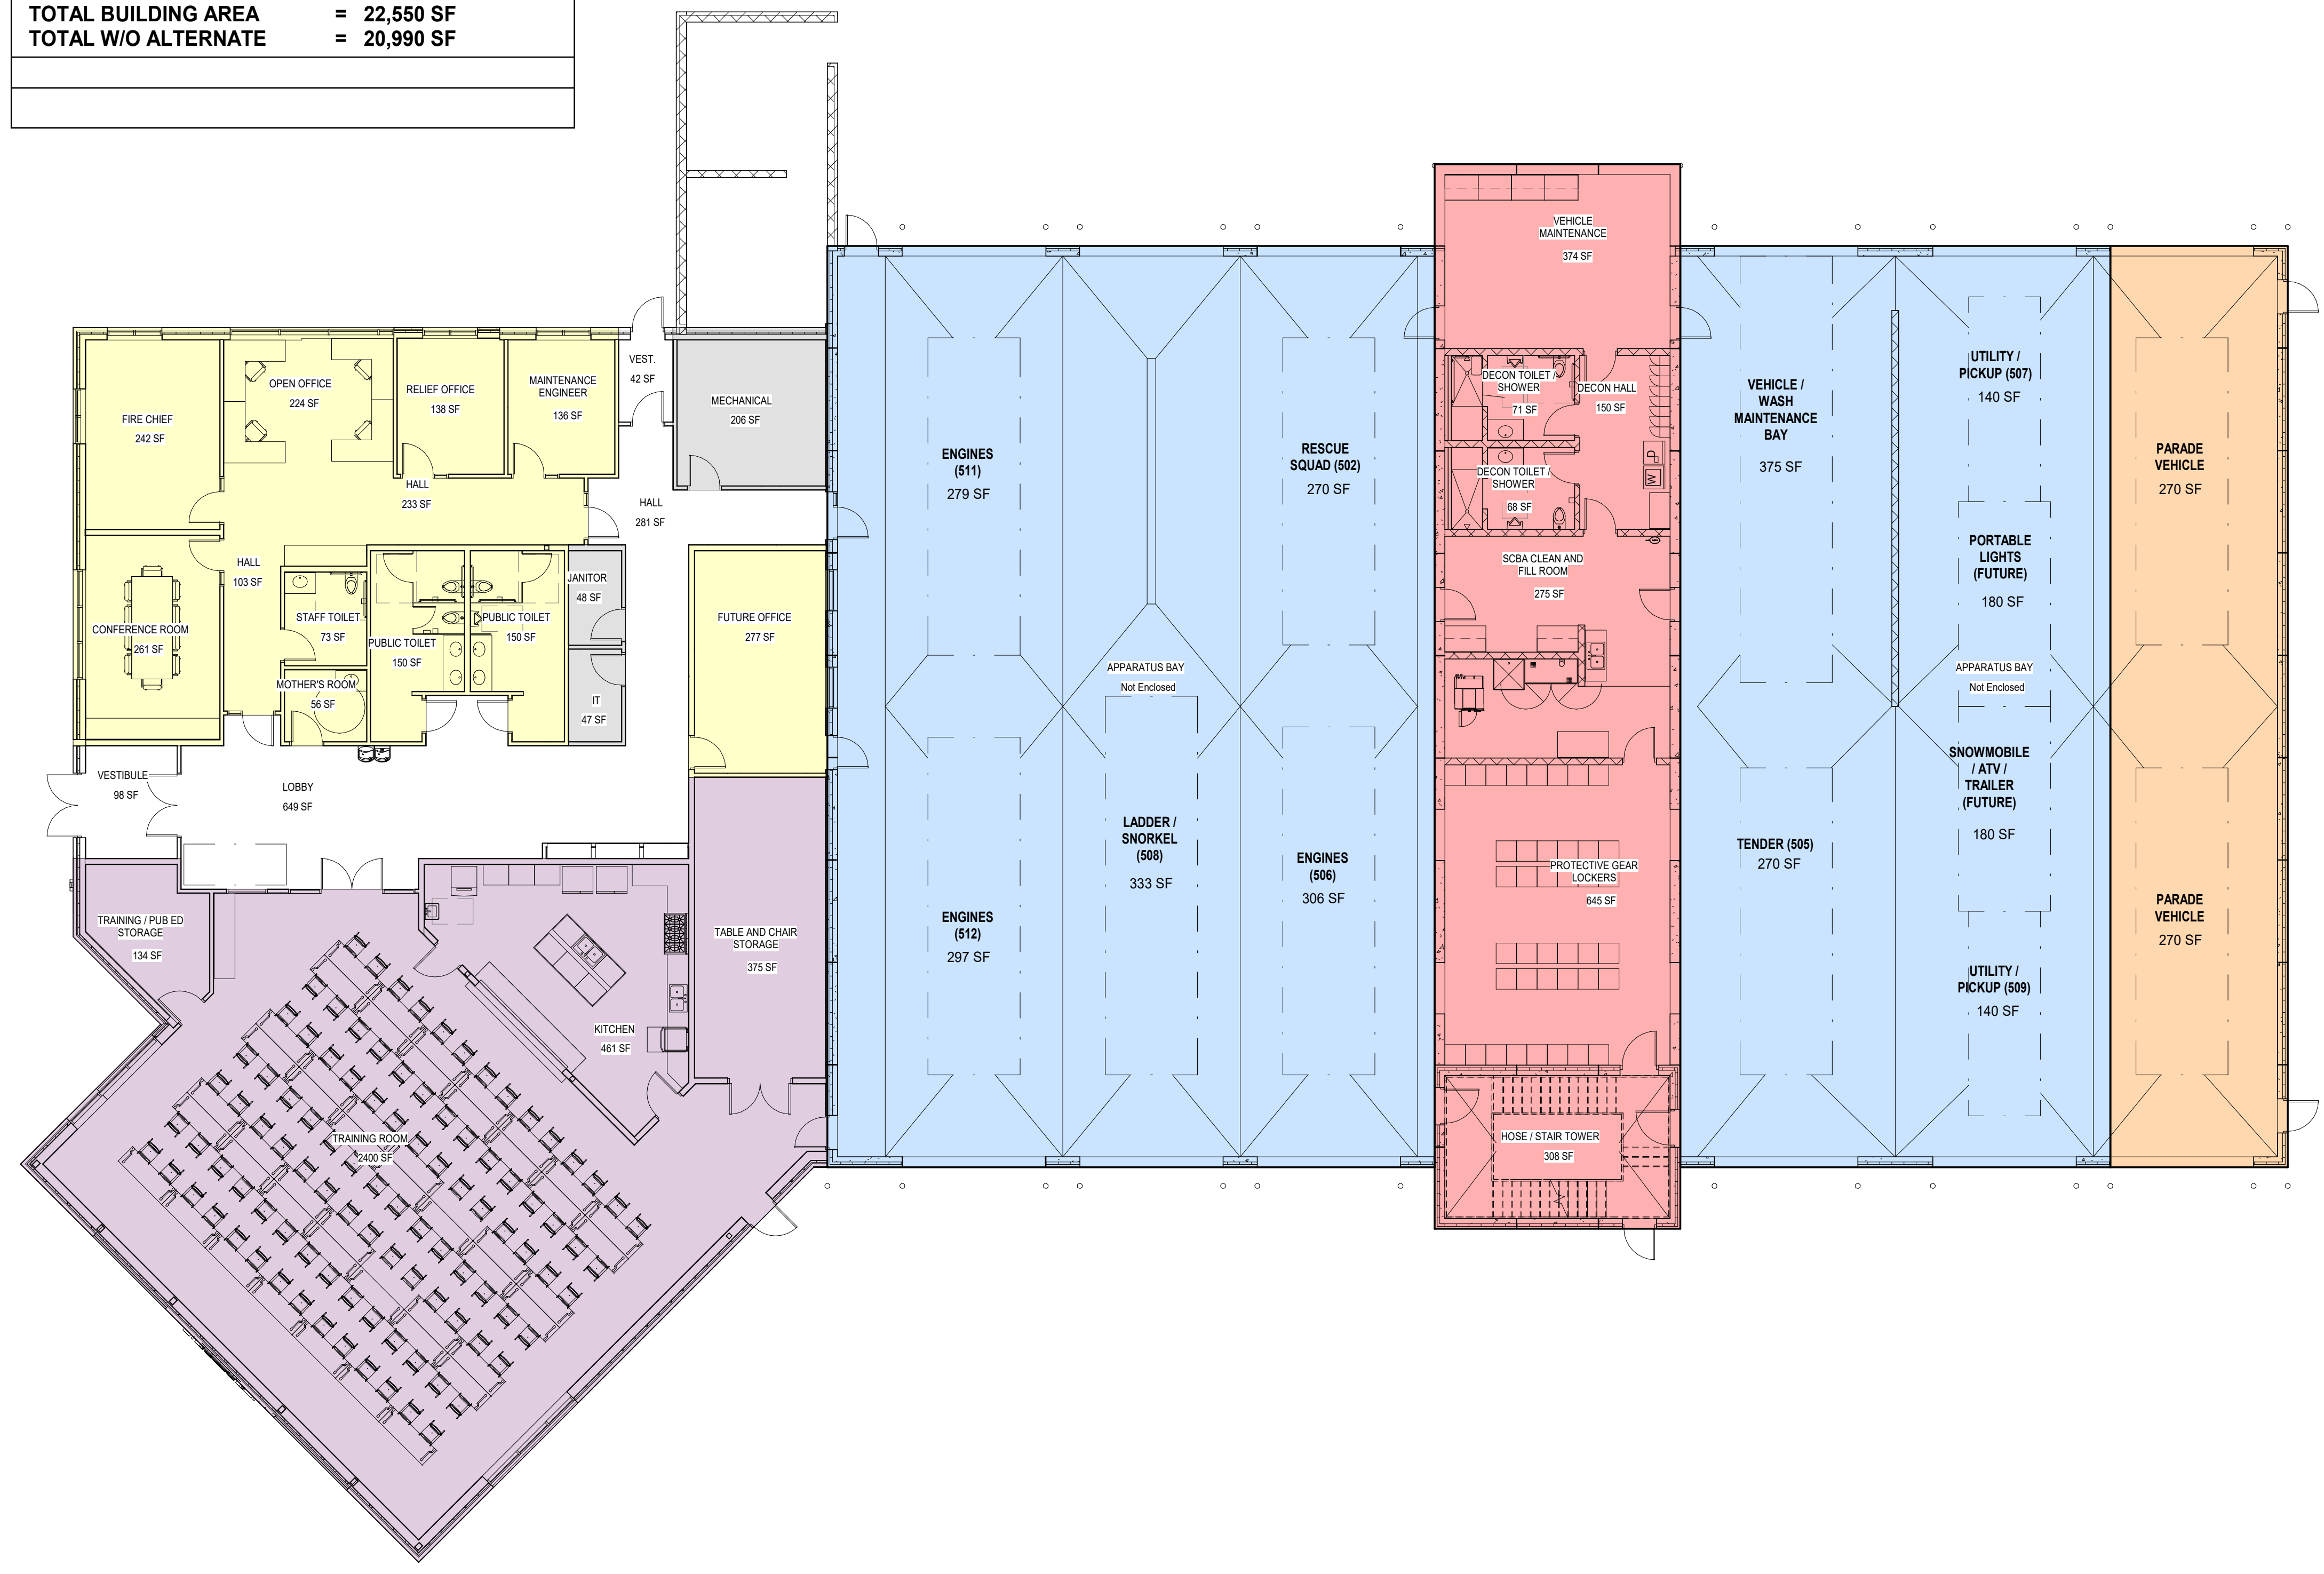 TOTAL BUILDING AREA = 22,550 SF
TOTAL W/O ALTERNATE = 20,990 SF
FIRE CHIEF
242 SF
OPEN OFFICE
224 SF
RELIEF OFFICE
138 SF
MAINTENANCE
ENGINEER
136 SF
VEST.
42 SF
MECHANICAL
206 SF
HALL
233 SF
HALL
281 SF
HALL
103 SF
CONFERENCE ROOM
261 SF
STAFF TOILET
73 SF
MOTHER'S ROOM
56 SF
PUBLIC TOILET
150 SF
PUBLIC TOILET
150 SF
JANITOR
48 SF
IT
47 SF
FUTURE OFFICE
277 SF
VESTIBULE
98 SF
LOBBY
649 SF
TRAINING / PUB ED
STORAGE
134 SF
KITCHEN
461 SF
TABLE AND CHAIR
STORAGE
375 SF
TRAINING ROOM
2400 SF
ENGINES
(511)
279 SF
ENGINES
(512)
297 SF
APPARATUS BAY
Not Enclosed
LADDER /
SNORKEL
(508)
333 SF
RESCUE
SQUAD (502)
270 SF
ENGINES
(506)
306 SF
VEHICLE
MAINTENANCE
374 SF
DECON TOILET /
SHOWER
71 SF
DECON HALL
150 SF
DECON TOILET /
SHOWER
68 SF
D
W
SCBA CLEAN AND
FILL ROOM
275 SF
PROTECTIVE GEAR
LOCKERS
645 SF
HOSE / STAIR TOWER
308 SF
VEHICLE /
WASH
MAINTENANCE
BAY
375 SF
TENDER (505)
270 SF
UTILITY /
PICKUP (507)
140 SF
PORTABLE
LIGHTS
(FUTURE)
180 SF
APPARATUS BAY
Not Enclosed
SNOWMOBILE
/ ATV /
TRAILER
(FUTURE)
180 SF
UTILITY /
PICKUP (509)
140 SF
PARADE
VEHICLE
270 SF
PARADE
VEHICLE
270 SF